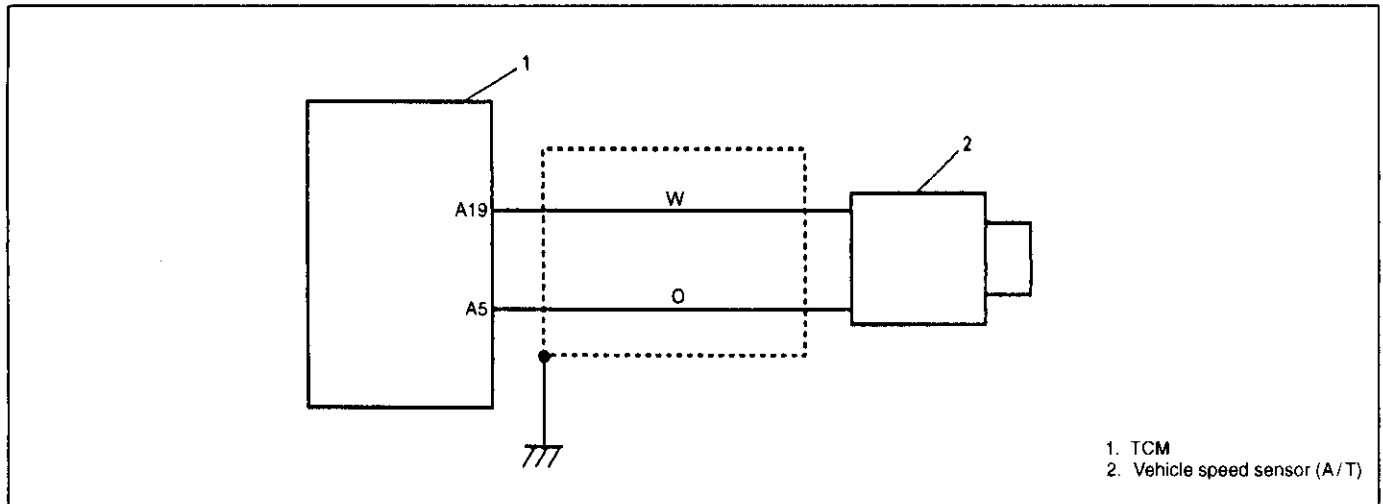 1
2
A19
W
A5
O
1. TCM
2. Vehicle speed sensor (A/T)